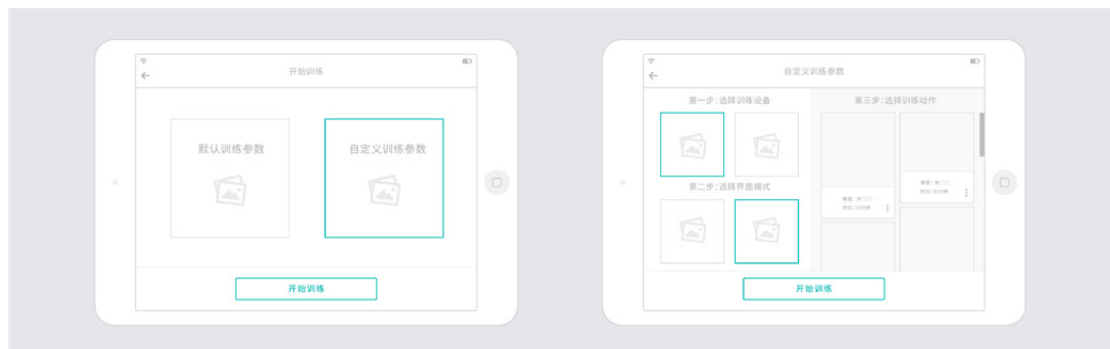 开始训练
默认训练参数
自定义训练参数
开始训练
自定义训练参数
第一步:选择训练设备
第二步:选择界面模式
第三步:选择训练动作
开始训练